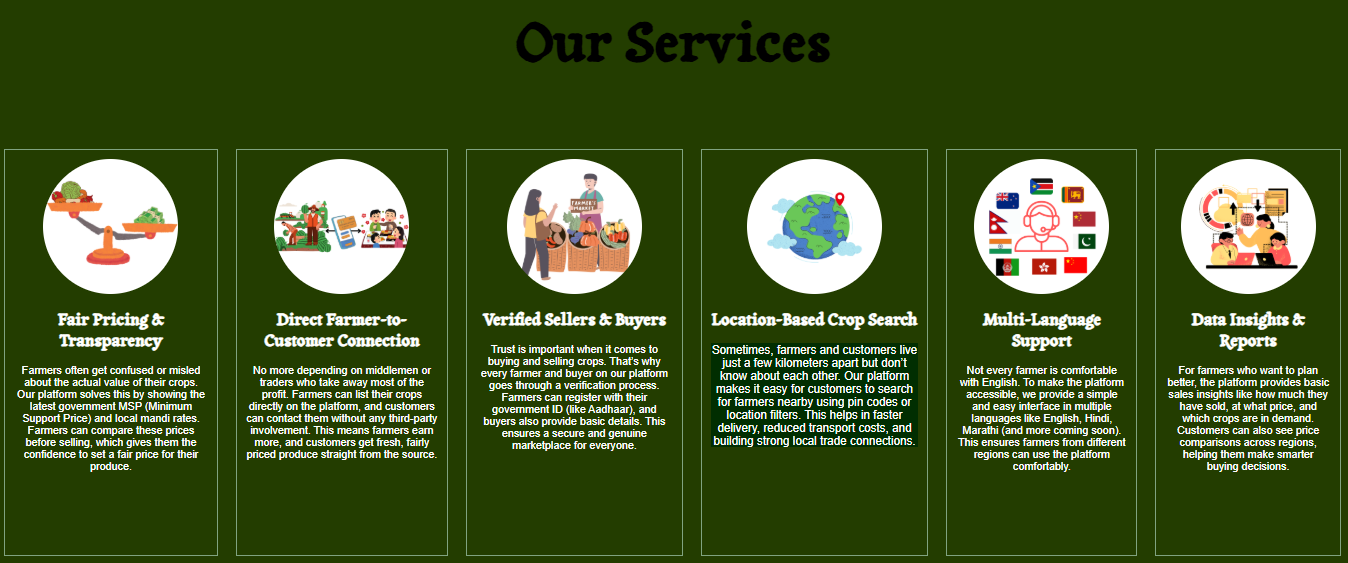 Our Services
FARMER'S
MARKET
Fair Pricing &
Transparency
Farmers often get confused or misled
about the actual value of their crops.
Our platform solves this by showing the
latest government MSP (Minimum
Support Price) and local mandi rates.
Farmers can compare these prices
before selling, which gives them the
confidence to set a fair price for their
produce.
Direct Farmer-to-
Customer Connection
No more depending on middlemen or
traders who take away most of the
profit. Farmers can list their crops
directly on the platform, and customers
can contact them without any third-party
involvement. This means farmers earn
more, and customers get fresh, fairly
priced produce straight from the source.
Verified Sellers & Buyers
Trust is important when it comes to
buying and selling crops. That's why
every farmer and buyer on our platform
goes through a verification process.
Farmers can register with their
government ID (like Aadhaar), and
buyers also provide basic details. This
ensures a secure and genuine
marketplace for everyone.
Location-Based Crop Search
Sometimes, farmers and customers live
just a few kilometers apart but don't
know about each other. Our platform
makes it easy for customers to search
for farmers nearby using pin codes or
location filters. This helps in faster
delivery, reduced transport costs, and
building strong local trade connections.
Multi-Language
Support
Not every farmer is comfortable
with English. To make the platform
accessible, we provide a simple
and easy interface in multiple
languages like English, Hindi,
Marathi (and more coming soon).
This ensures farmers from different
regions can use the platform
comfortably.
Data Insights &
Reports
For farmers who want to plan
better, the platform provides basic
sales insights like how much they
have sold, at what price, and
which crops are in demand.
Customers can also see price
comparisons across regions,
helping them make smarter
buying decisions.